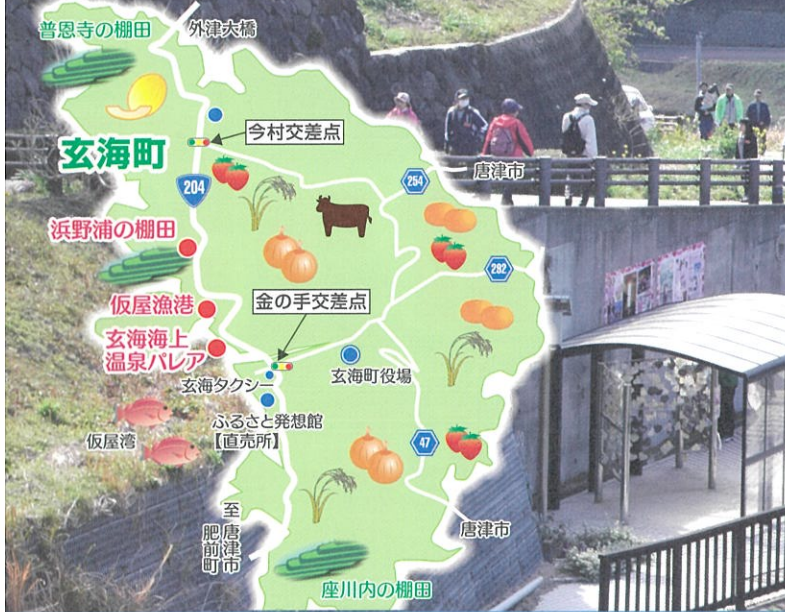 普恩寺の棚田
外津大橋
今村交差点
玄海町
唐津市
254
204
浜野浦の棚田
282
仮屋漁港
金の手交差点
玄海海上
温泉パレア
玄海タクシー
玄海町役場
ふるさと発想館
【直売所】
仮屋湾
47
至 唐津市
肥前町
唐津市
座川内の棚田